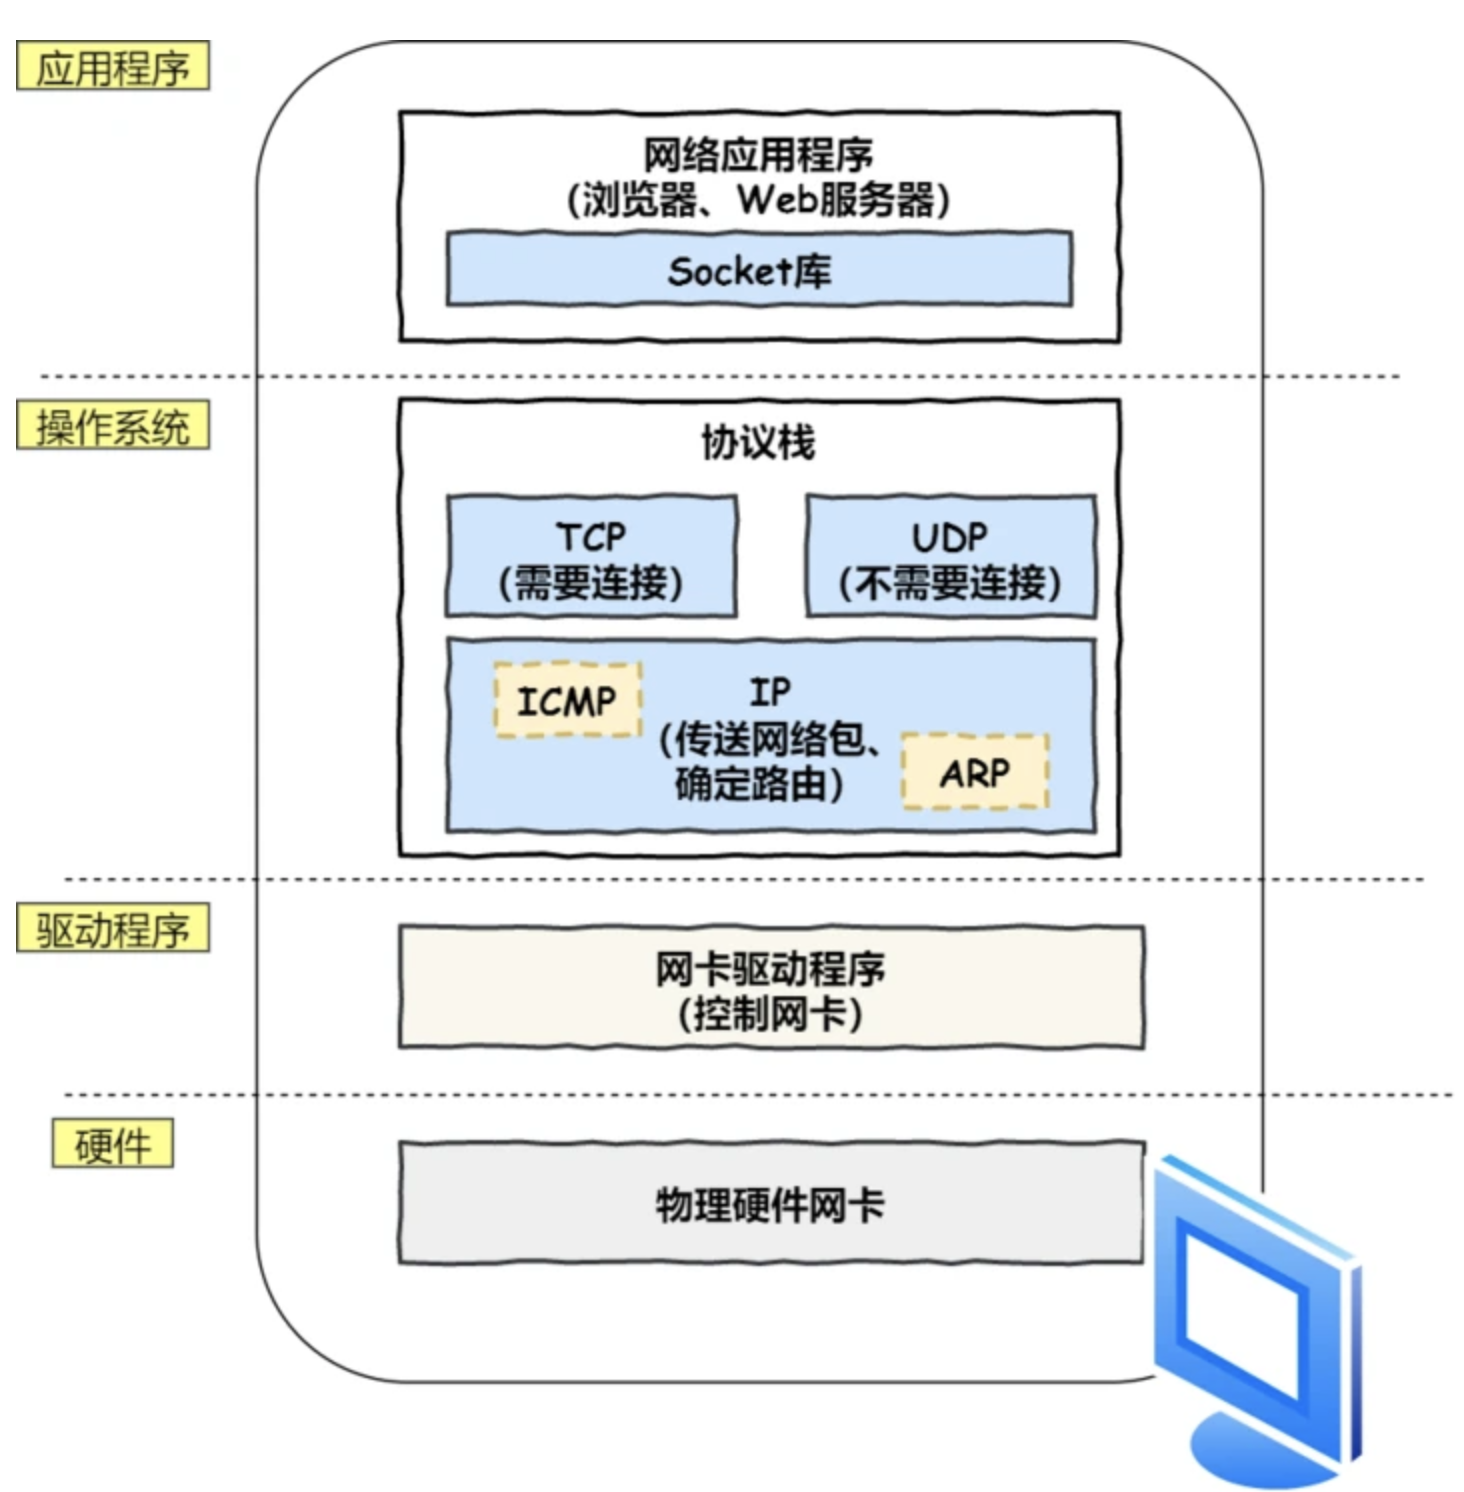 应用程序
网络应用程序
(浏览器、Web服务器)
Socket库
操作系统
协议栈
TCP
(需要连接)
UDP
(不需要连接)
ICMP
IP
(传送网络包、
确定路由)
ARP
驱动程序
网卡驱动程序
(控制网卡)
硬件
物理硬件网卡